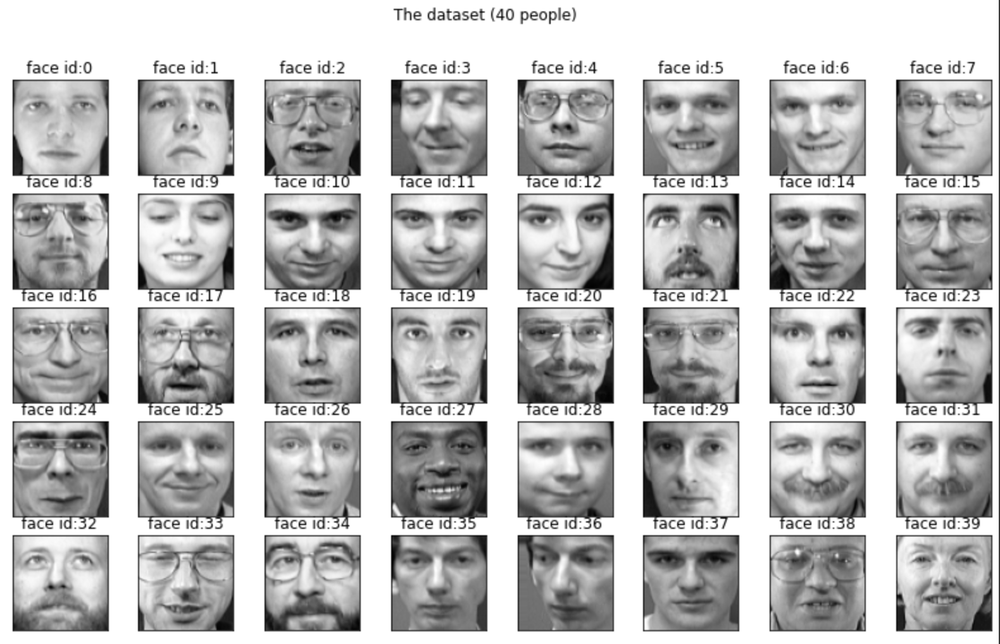 The dataset (40 people)
face id:0 face id:1 face id:2 face id:3 face id:4 face id:5 face id:6 face id:7
face id:8 face id:9 face id:10 face id:11 face id:12 face id:13 face id:14 face id:15
face id:16 face id:17 face id:18 face id:19 face id:20 face id:21 face id:22 face id:23
face id:24 face id:25 face id:26 face id:27 face id:28 face id:29 face id:30 face id:31
face id:32 face id:33 face id:34 face id:35 face id:36 face id:37 face id:38 face id:39